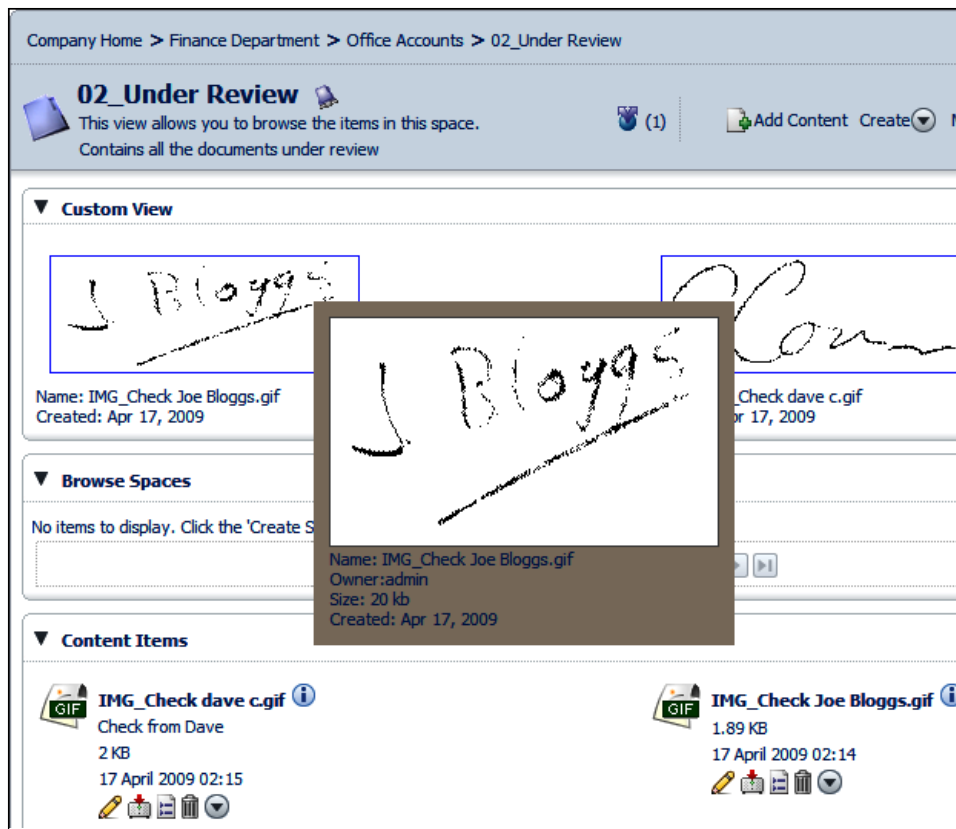 Company Home > Finance Department > Office Accounts > 02_Under Review
02_Under Review
This view allows you to browse the items in this space.
Contains all the documents under review
(1)
Add Content Create
Custom View
J Bloggs
Name: IMG_Check Joe Bloggs.gif
Created: Apr 17, 2009
_Check dave c.gif
17, 2009
J Bloggs
Name: IMG_Check Joe Bloggs.gif
Owner:admin
Size: 20 kb
Created: Apr 17, 2009
Browse Spaces
No items to display. Click the 'Create
Content Items
GIF
IMG_Check dave c.gif
Check from Dave
2 KB
17 April 2009 02:15
GIF
IMG_Check Joe Bloggs.gif
1.89 KB
17 April 2009 02:14